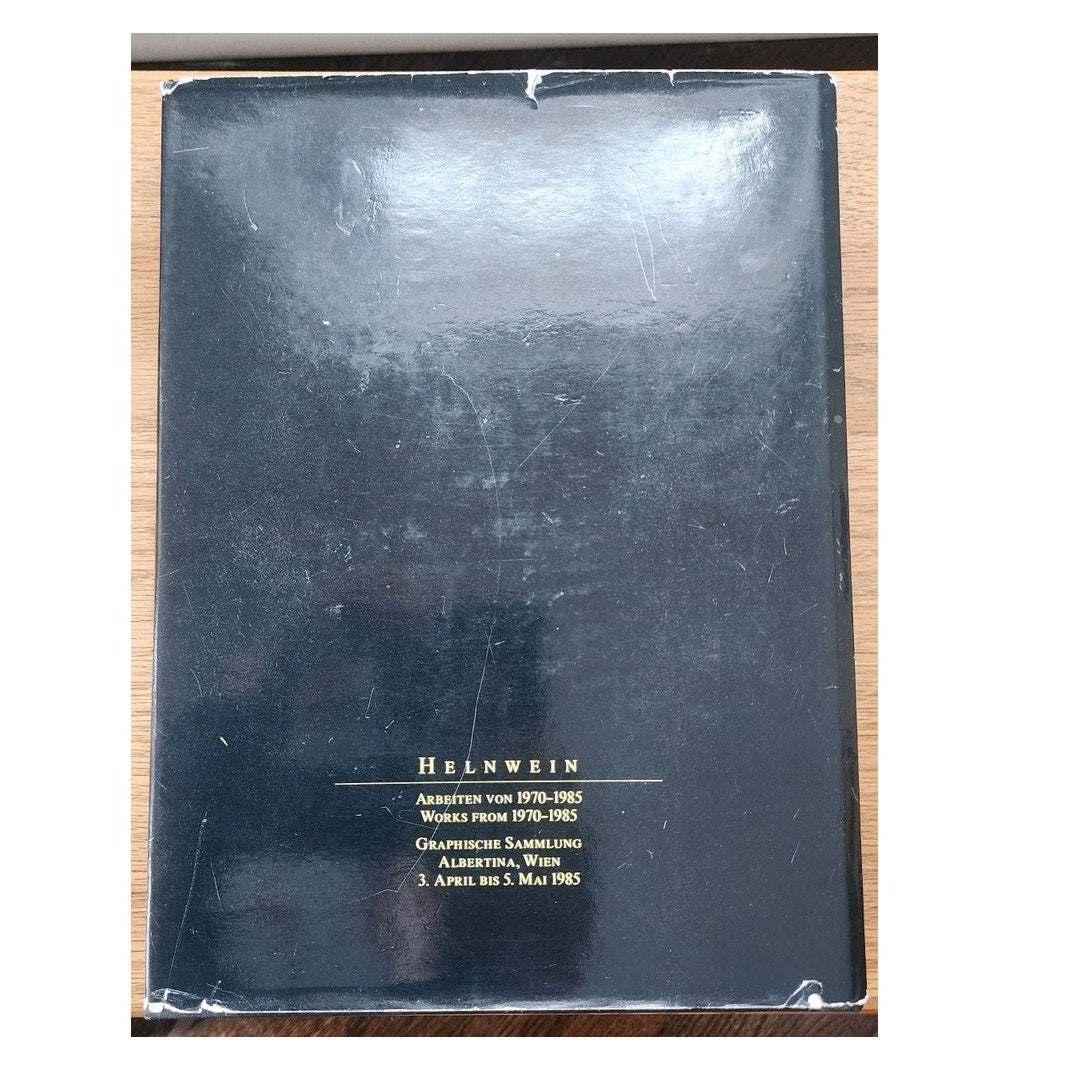 HELNWEIN
ARBEITEN VON 1970–1985
WORKS FROM 1970–1985
GRAPHISCHE SAMMLUNG
ALBERTINA, WIEN
3. APRIL BIS 5. MAI 1985